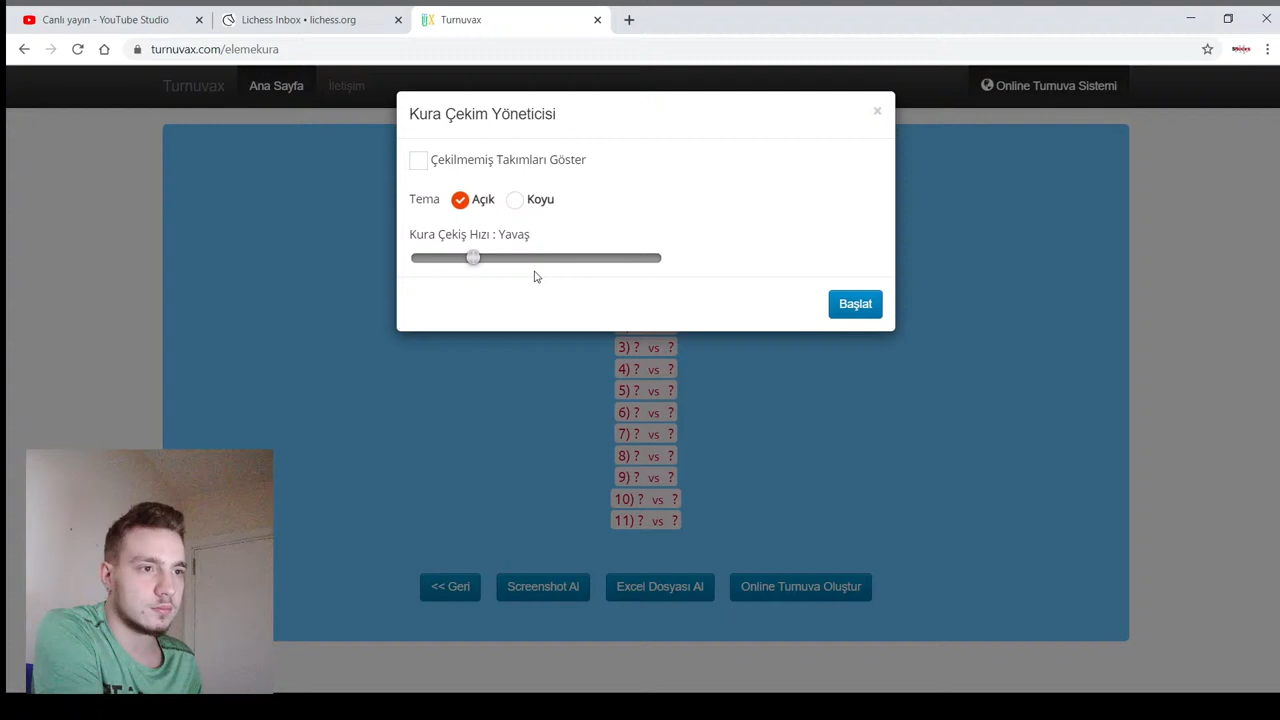 Canlı yayın - YouTube Studio
Lichess Inbox • lichess.org
Turnuvax
turnuvax.com/elemekura
Turnuvax
Ana Sayfa
İletişim
Online Turnuva Sistemi
Kura Çekim Yöneticisi
Çekilmemiş Takımları Göster
Tema Açık Koyu
Kura Çekiş Hızı : Yavaş
Başlat
3) ? vs ?
4) ? vs ?
5) ? vs ?
6) ? vs ?
7) ? vs ?
8) ? vs ?
9) ? vs ?
10) ? vs ?
11) ? vs ?
<< Geri
Screenshot Al
Excel Dosyası Al
Online Turnuva Oluştur